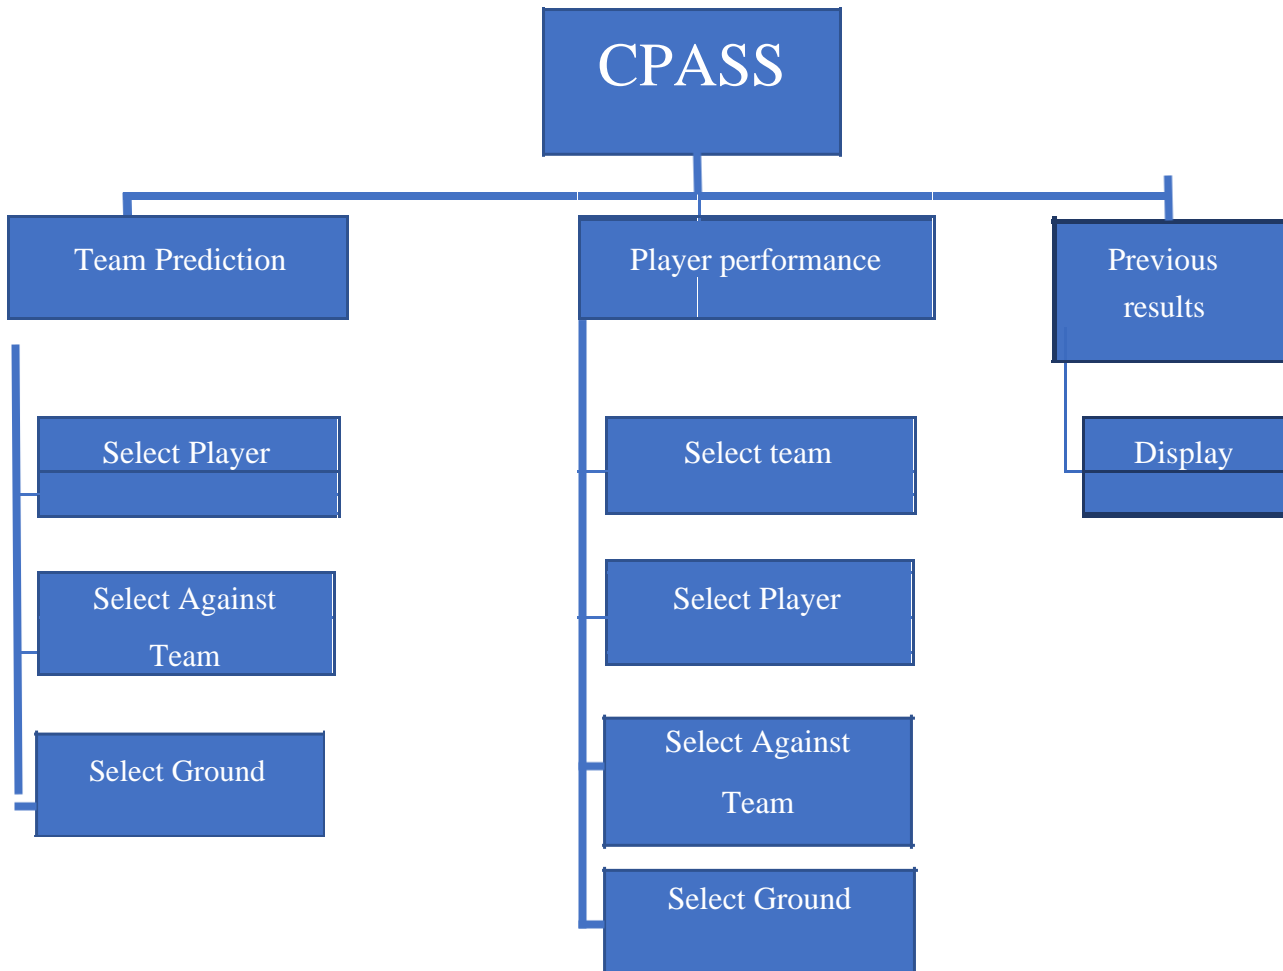 CPASS
Team Prediction
Player performance
Previous
results
Select Player
Select team
Display
Select Against
Team
Select Player
Select Ground
Select Against
Team
Select Ground